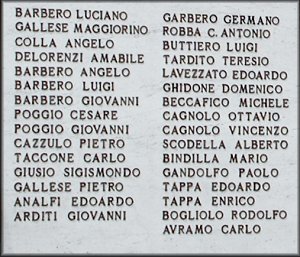 BARBERO LUCIANO
GALLESE MAGGIORINO
COLLA ANGELO
DELORENZI AMABILE
BARBERO ANGELO
BARBERO LUIGI
BARBERO GIOVANNI
POGGIO CESARE
POGGIO GIOVANNI
CAZZULO PIETRO
TACCONE CARLO
GIUSIO SIGISMONDO
GALLESE PIETRO
ANALFI EDOARDO
ARDITI GIOVANNI
GARBERO GERMANO
ROBBA C. ANTONIO
BUTTIERO LUIGI
TARDITO TERESIO
LAVEZZATO EDOARDO
GHIDONE DOMENICO
BECCAFICO MICHELE
CAGNOLO OTTAVIO
CAGNOLO VINCENZO
SCODELLA ALBERTO
BINDILLA MARIO
GANDOLFO PAOLO
TAPPA EDOARDO
TAPPA ENRICO
BOGLIOLO RODOLFO
AVRAMO CARLO